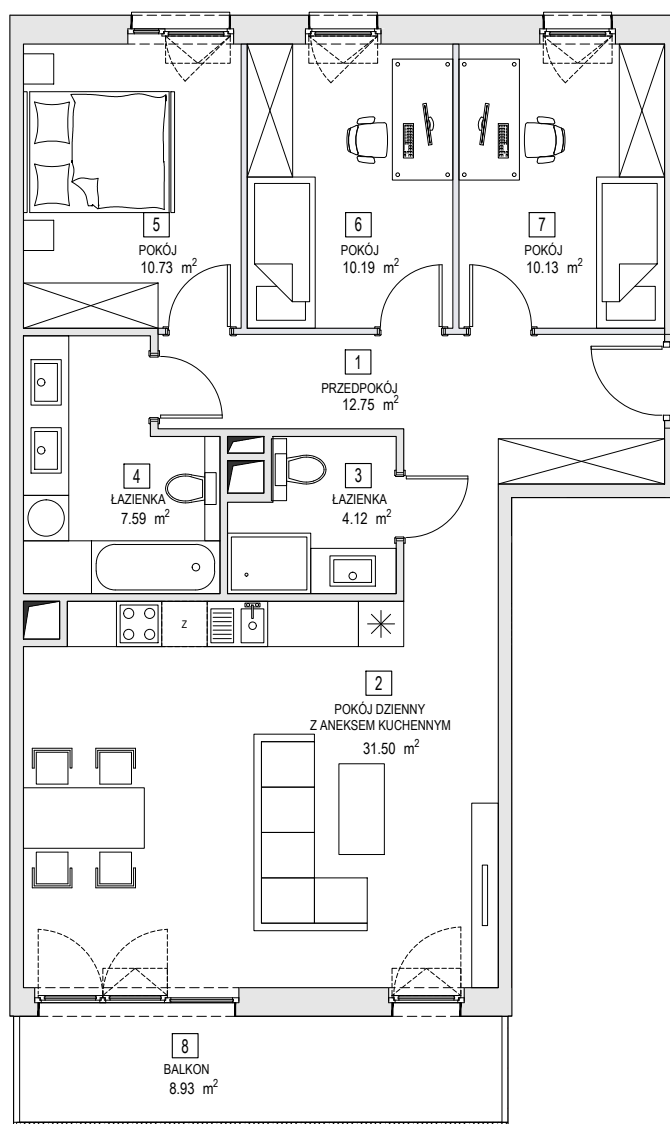 5
POKÓJ
10.73 m²
6
POKÓJ
10.19 m²
7
POKÓJ
10.13 m²
1
PRZEDPOKÓJ
12.75 m²
4
ŁAZIENKA
7.59 m²
3
ŁAZIENKA
4.12 m²
Z
2
POKÓJ DZIENNY
Z ANEKSEM KUCHENNYM
31.50 m²
8
BALKON
8.93 m²